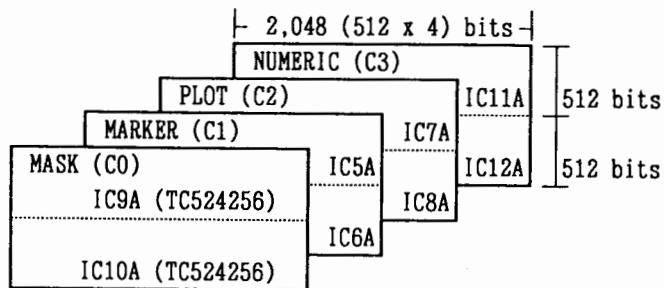 2,048 (512 x 4) bits
NUMERIC (C3)
PLOT (C2)
IC11A
512 bits
MARKER (C1)
IC7A
MASK (C0)
IC5A
IC12A
512 bits
IC9A (TC524256)
IC8A
IC6A
IC10A (TC524256)